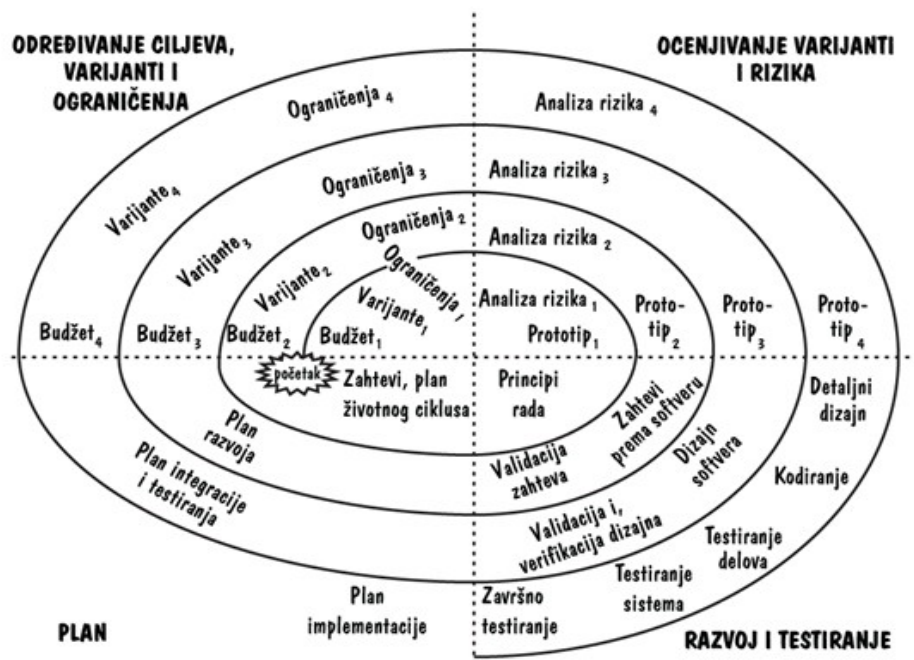 ODREĐIVANJE CILJEVA,
VARIJANTI I
OGRANIČENJA
OCENJIVANJE VARIJANTI
I RIZIKA
Ograničenja 4
Analiza rizika 4
Varijante 4
Ograničenja 3
Analiza rizika 3
Varijante 3
Ograničenja 2
Analiza rizika 2
Varijante 2
Ograničenja 1
Varijante 1
Analiza rizika 1
Budžet 4
Budžet 3
Budžet 2
Budžet 1
Prototip 1
Proto-
tip 2
Proto-
tip 3
Proto-
tip 4
početak
Zahtevi, plan
životnog ciklusa
Principi
rada
Zahtevi
prema softveru
Detaljni
dizajn
Plan
razvoja
Validacija
zahteva
Dizajn
softvera
Plan integracije
i testiranja
Kodiranje
Validacija i,
verifikacija dizajna
Testiranje
delova
Testiranje
sistema
Plan
implementacije
Završno
testiranje
PLAN
RAZVOJ I TESTIRANJE